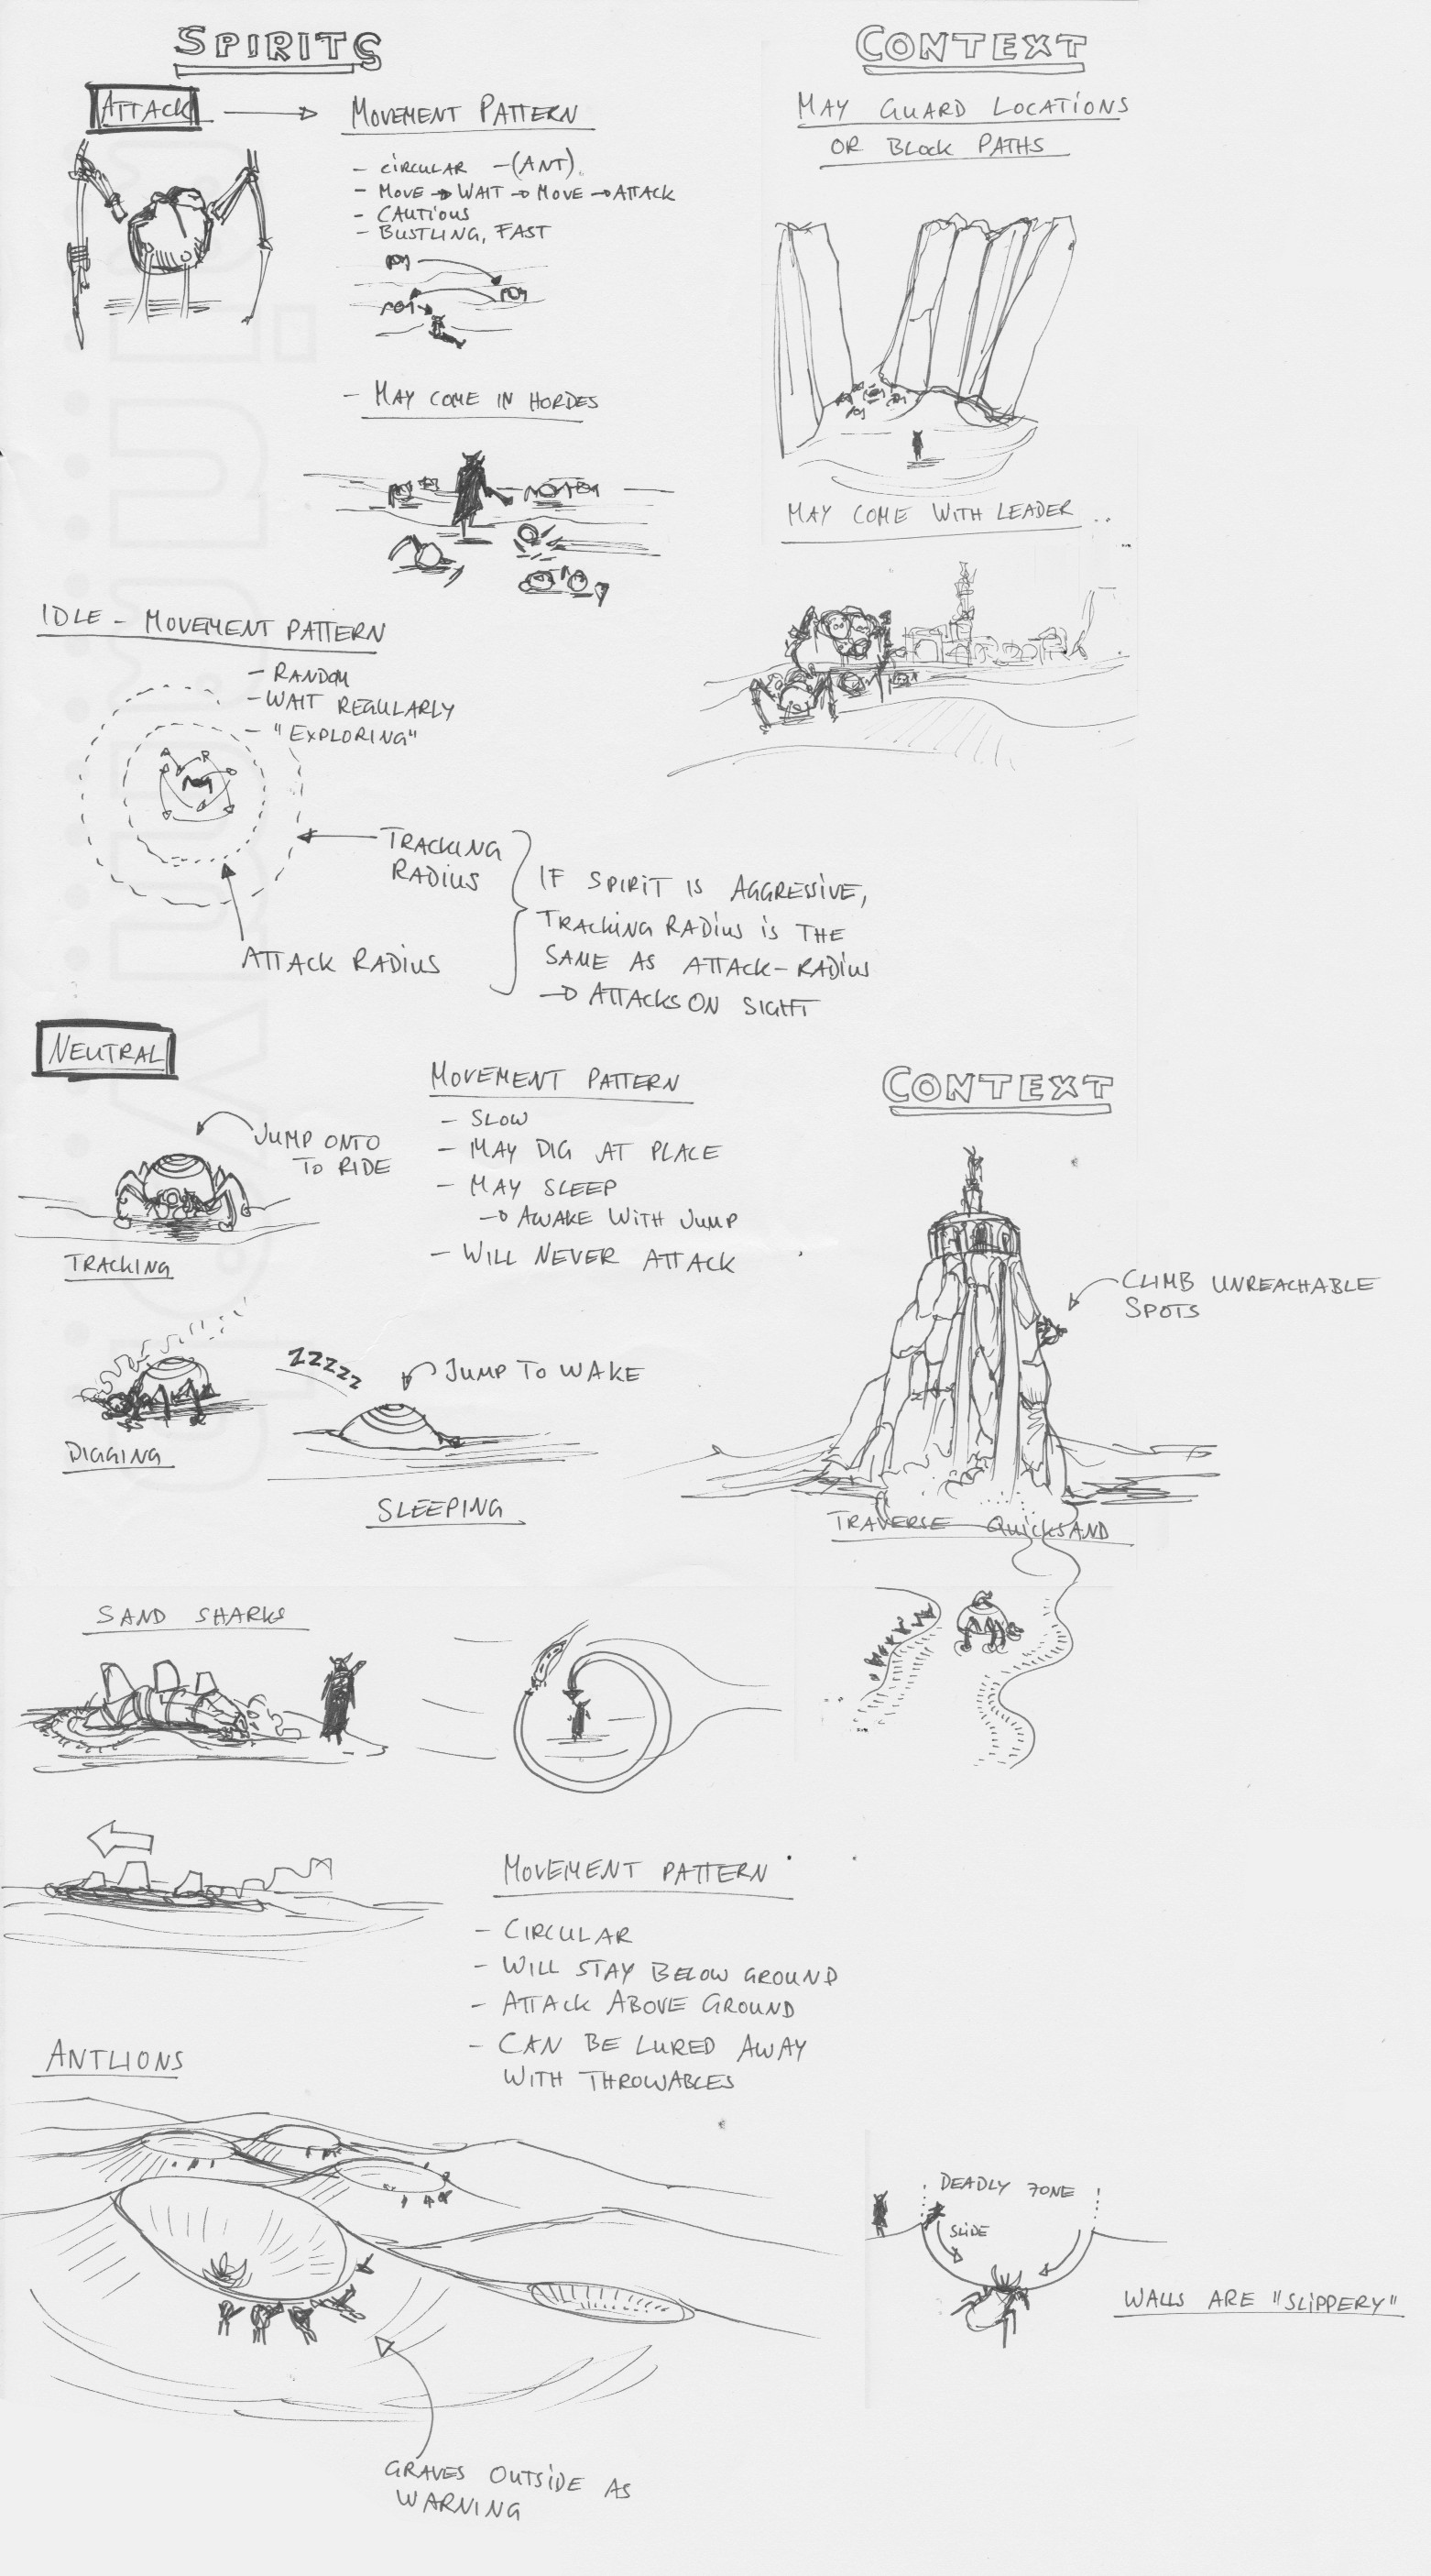 SPIRITS
ATTACK
MOVEMENT PATTERN
- CIRCULAR - (ANT)
- MOVE → WAIT → MOVE → ATTACK
- CAUTIOUS
- BUSTLING, FAST
- MAY COME IN HORDES
CONTEXT
MAY GUARD LOCATIONS
OR BLOCK PATHS
MAY COME WITH LEADER ..
IDLE - MOVEMENT PATTERN
- RANDOM
- WAIT REGULARLY
- "EXPLORING"
TRACKING
RADIUS
ATTACK RADIUS
IF SPIRIT IS AGGRESSIVE,
TRACKING RADIUS IS THE
SAME AS ATTACK-RADIUS
→ ATTACKS ON SIGHT
NEUTRAL
JUMP ONTO
TO RIDE
TRACKING
MOVEMENT PATTERN
- SLOW
- MAY DIG AT PLACE
- MAY SLEEP
→ AWAKE WITH JUMP
- WILL NEVER ATTACK
DIGGING
ZZZZZ
JUMP TO WAKE
SLEEPING
CONTEXT
CLIMB UNREACHABLE
SPOTS
TRAVERSE QUICKSAND
SAND SHARKS
MOVEMENT PATTERN
- CIRCULAR
- WILL STAY BELOW GROUND
- ATTACK ABOVE GROUND
- CAN BE LURED AWAY
WITH THROWABLES
ANTLIONS
GRAVES OUTSIDE AS
WARNING
DEADLY ZONE
SLIDE
WALLS ARE "SLIPPERY"